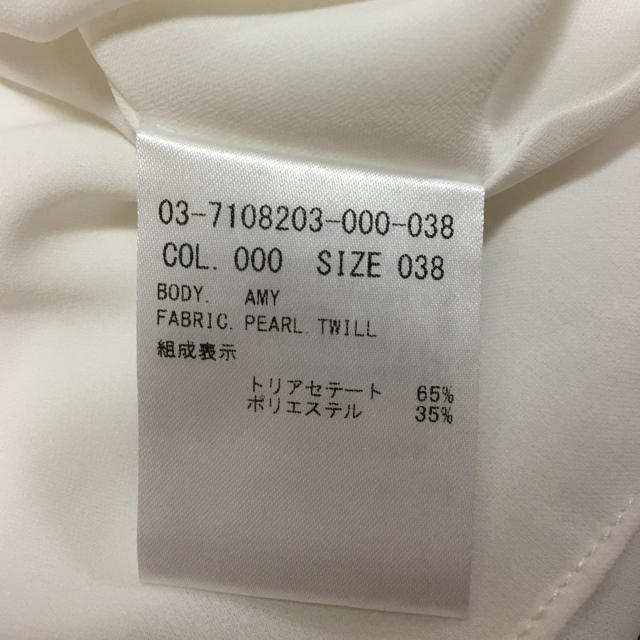 03-7108203-000-038
COL. 000 SIZE 038
BODY. AMY
FABRIC. PEARL. TWILL
組成表示
トリアセテート 65%
ポリエステル 35%